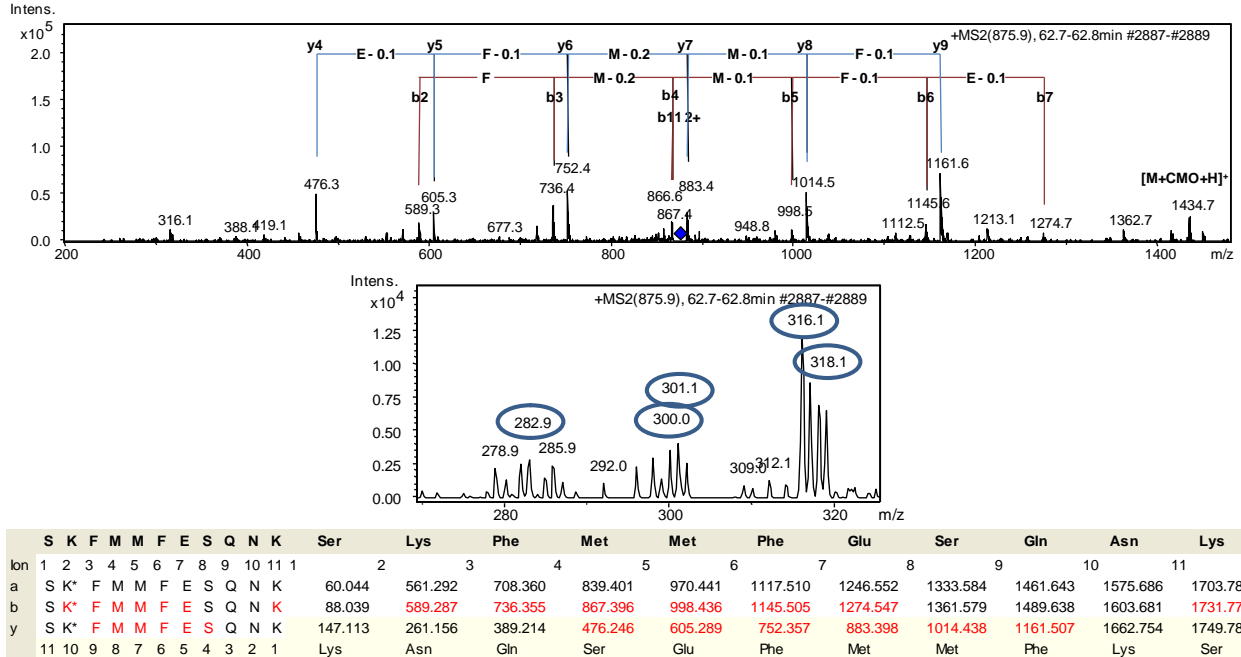 Intens.
x10⁵
+MS2(875.9), 62.7-62.8min #2887-#2889
2.0
1.5
1.0
0.5
0.0
y4 E - 0.1 y5 F - 0.1 y6 M - 0.2 y7 M - 0.1 y8 F - 0.1 y9
b2 F b3 M - 0.2 b4 M - 0.1 b5 F - 0.1 b6 E - 0.1 b7
b11 2+
[M+CMO+H]⁺
316.1 388.4 419.1 476.3 589.3 605.3 677.3 736.4 752.4 866.6 867.4 883.4 948.8 998.5 1014.5 1112.5 1145.6 1161.6 1213.1 1274.7 1362.7 1434.7
200 400 600 800 1000 1200 1400 m/z
Intens.
x10⁴
+MS2(875.9), 62.7-62.8min #2887-#2889
1.25
1.00
0.75
0.50
0.25
0.00
278.9 282.9 285.9 292.0 300.0 301.1 309.0 312.1 316.1 318.1
280 300 320 m/z
S K F M M F E S Q N K Ser Lys Phe Met Met Phe Glu Ser Gln Asn Lys
Ion 1 2 3 4 5 6 7 8 9 10 11 1 2 3 4 5 6 7 8 9 10 11
a S K* F M M F E S Q N K 60.044 561.292 708.360 839.401 970.441 1117.510 1246.552 1333.584 1461.643 1575.686 1703.78
b S K* F M M F E S Q N K 88.039 589.287 736.355 867.396 998.436 1145.505 1274.547 1361.579 1489.638 1603.681 1731.77
y S K* F M M F E S Q N K 147.113 261.156 389.214 476.246 605.289 752.357 883.398 1014.438 1161.507 1662.754 1749.78
11 10 9 8 7 6 5 4 3 2 1 Lys Asn Gln Ser Glu Phe Met Met Phe Lys Ser